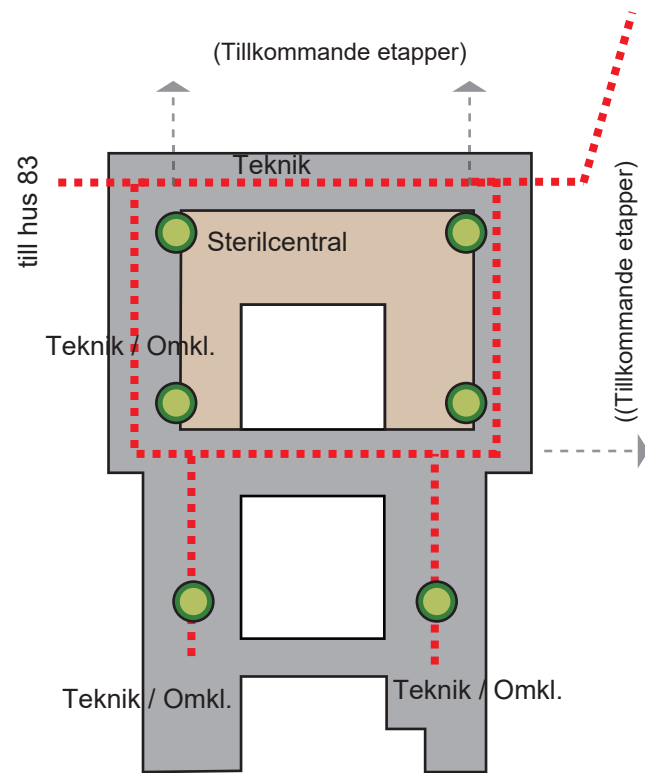 (Tillkommande etapper)
Teknik
till hus 83
Sterilcentral
((Tillkommande etapper)
Teknik / Omkl.
Teknik / Omkl.
Teknik / Omkl.